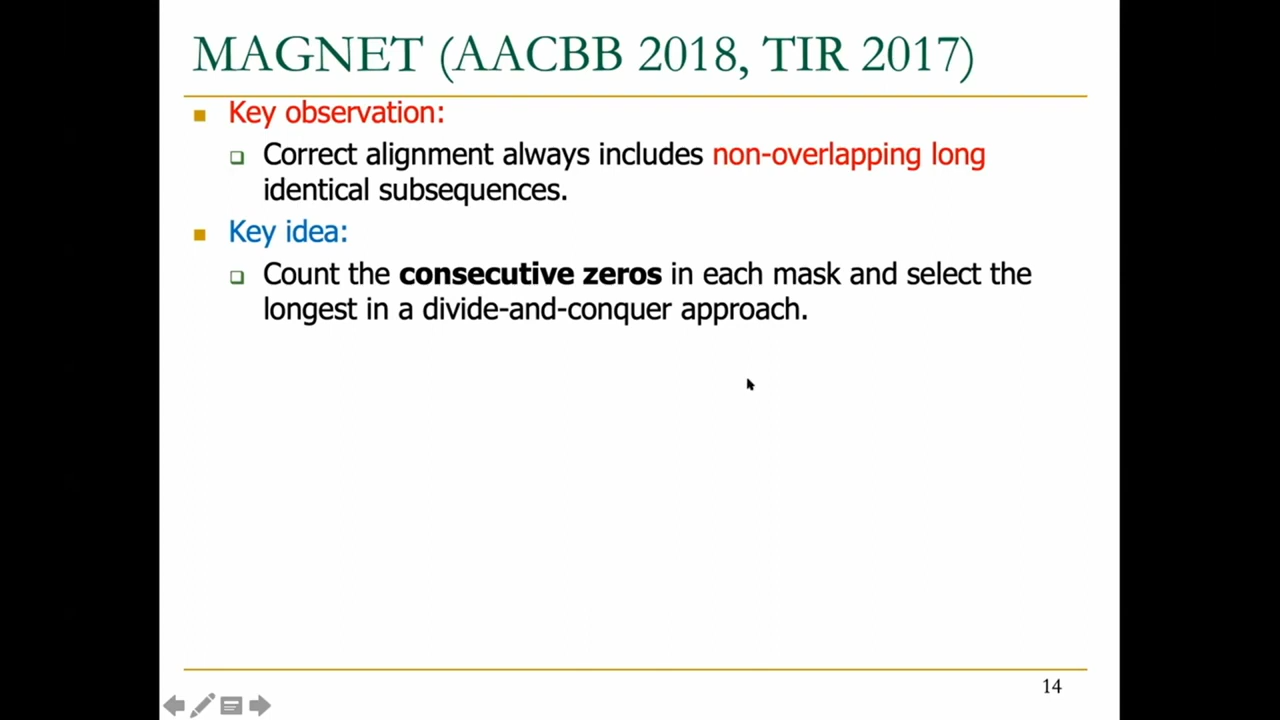 MAGNET (AACBB 2018, TIR 2017)
Key observation:
Correct alignment always includes non-overlapping long
identical subsequences.
Key idea:
Count the consecutive zeros in each mask and select the
longest in a divide-and-conquer approach.
14